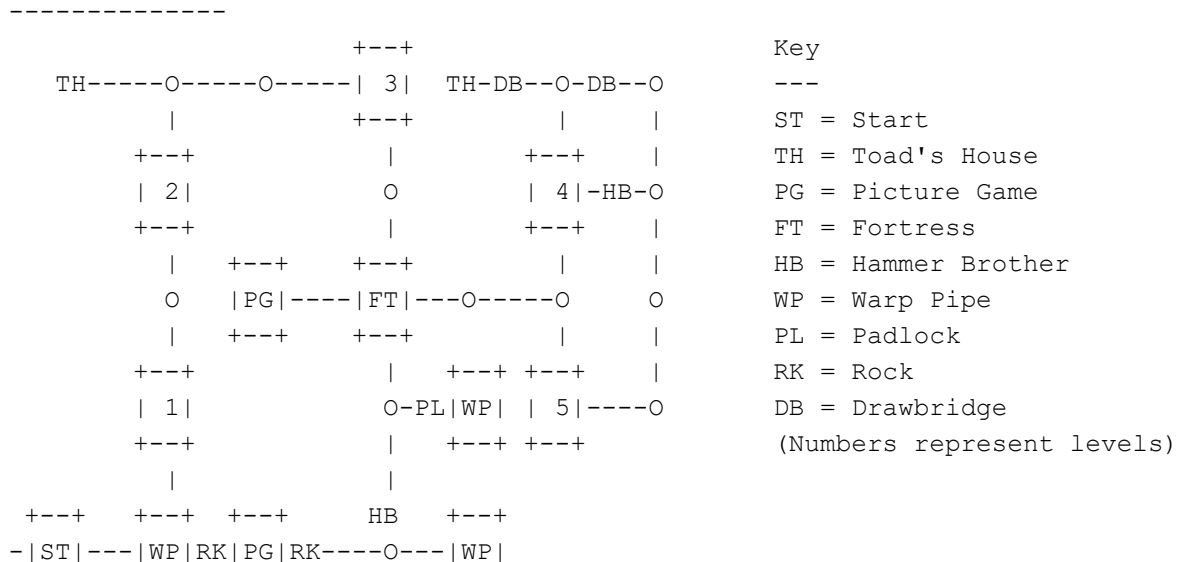 --------------
                     +--+                      Key
   TH-----O-----O-----| 3|  TH-DB--O-DB--O       ---
          |          +--+         |     |       ST = Start
        +--+           |        +--+    |       TH = Toad's House
        | 2|           O        | 4|-HB-O       PG = Picture Game
        +--+           |        +--+    |       FT = Fortress
          |   +--+   +--+         |     |       HB = Hammer Brother
          O   |PG|----|FT|---O-----O     O       WP = Warp Pipe
          |   +--+   +--+         |     |       PL = Padlock
        +--+           |   +--+ +--+    |       RK = Rock
        | 1|           O-PL|WP| | 5|----O       DB = Drawbridge
        +--+           |   +--+ +--+            (Numbers represent levels)
          |            |
 +--+   +--+  +--+    HB   +--+
-|ST|---|WP|RK|PG|RK----O---|WP|